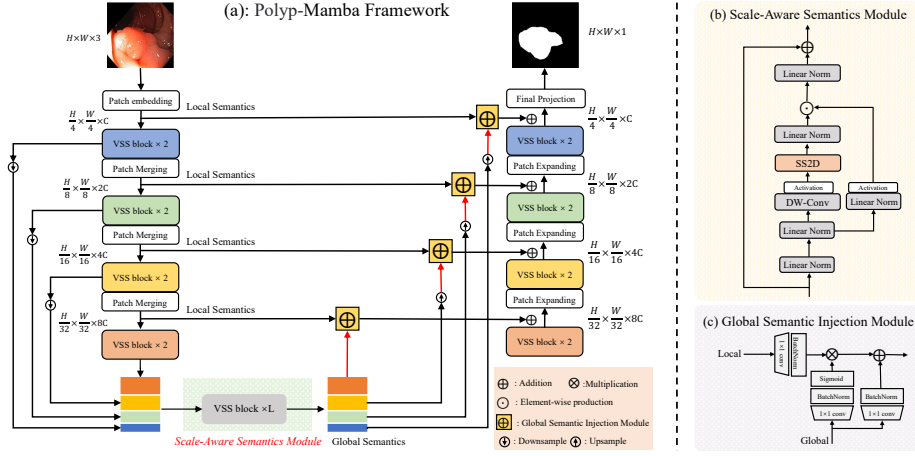 (a): Polyp-Mamba Framework
H×W×3
H×W×1
Patch embedding
Final Projection
Local Semantics
H/4 × W/4 ×C
H/4 × W/4 ×C
VSS block × 2
VSS block × 2
Patch Merging
Patch Expanding
Local Semantics
H/8 × W/8 ×2C
H/8 × W/8 ×2C
VSS block × 2
VSS block × 2
Patch Merging
Patch Expanding
Local Semantics
H/16 × W/16 ×4C
H/16 × W/16 ×4C
VSS block × 2
VSS block × 2
Patch Merging
Patch Expanding
Local Semantics
H/32 × W/32 ×8C
H/32 × W/32 ×8C
VSS block × 2
VSS block × 2
VSS block ×L
Scale-Aware Semantics Module
Global Semantics
: Addition
:Multiplication
: Element-wise production
: Global Semantic Injection Module
: Downsample
: Upsample
(b) Scale-Aware Semantics Module
Linear Norm
Linear Norm
SS2D
Activation
Activation
DW-Conv
Linear Norm
Linear Norm
Linear Norm
(c) Global Semantic Injection Module
Local
1×1 conv
BatchNorm
Sigmoid
BatchNorm
BatchNorm
1×1 conv
1×1 conv
Global